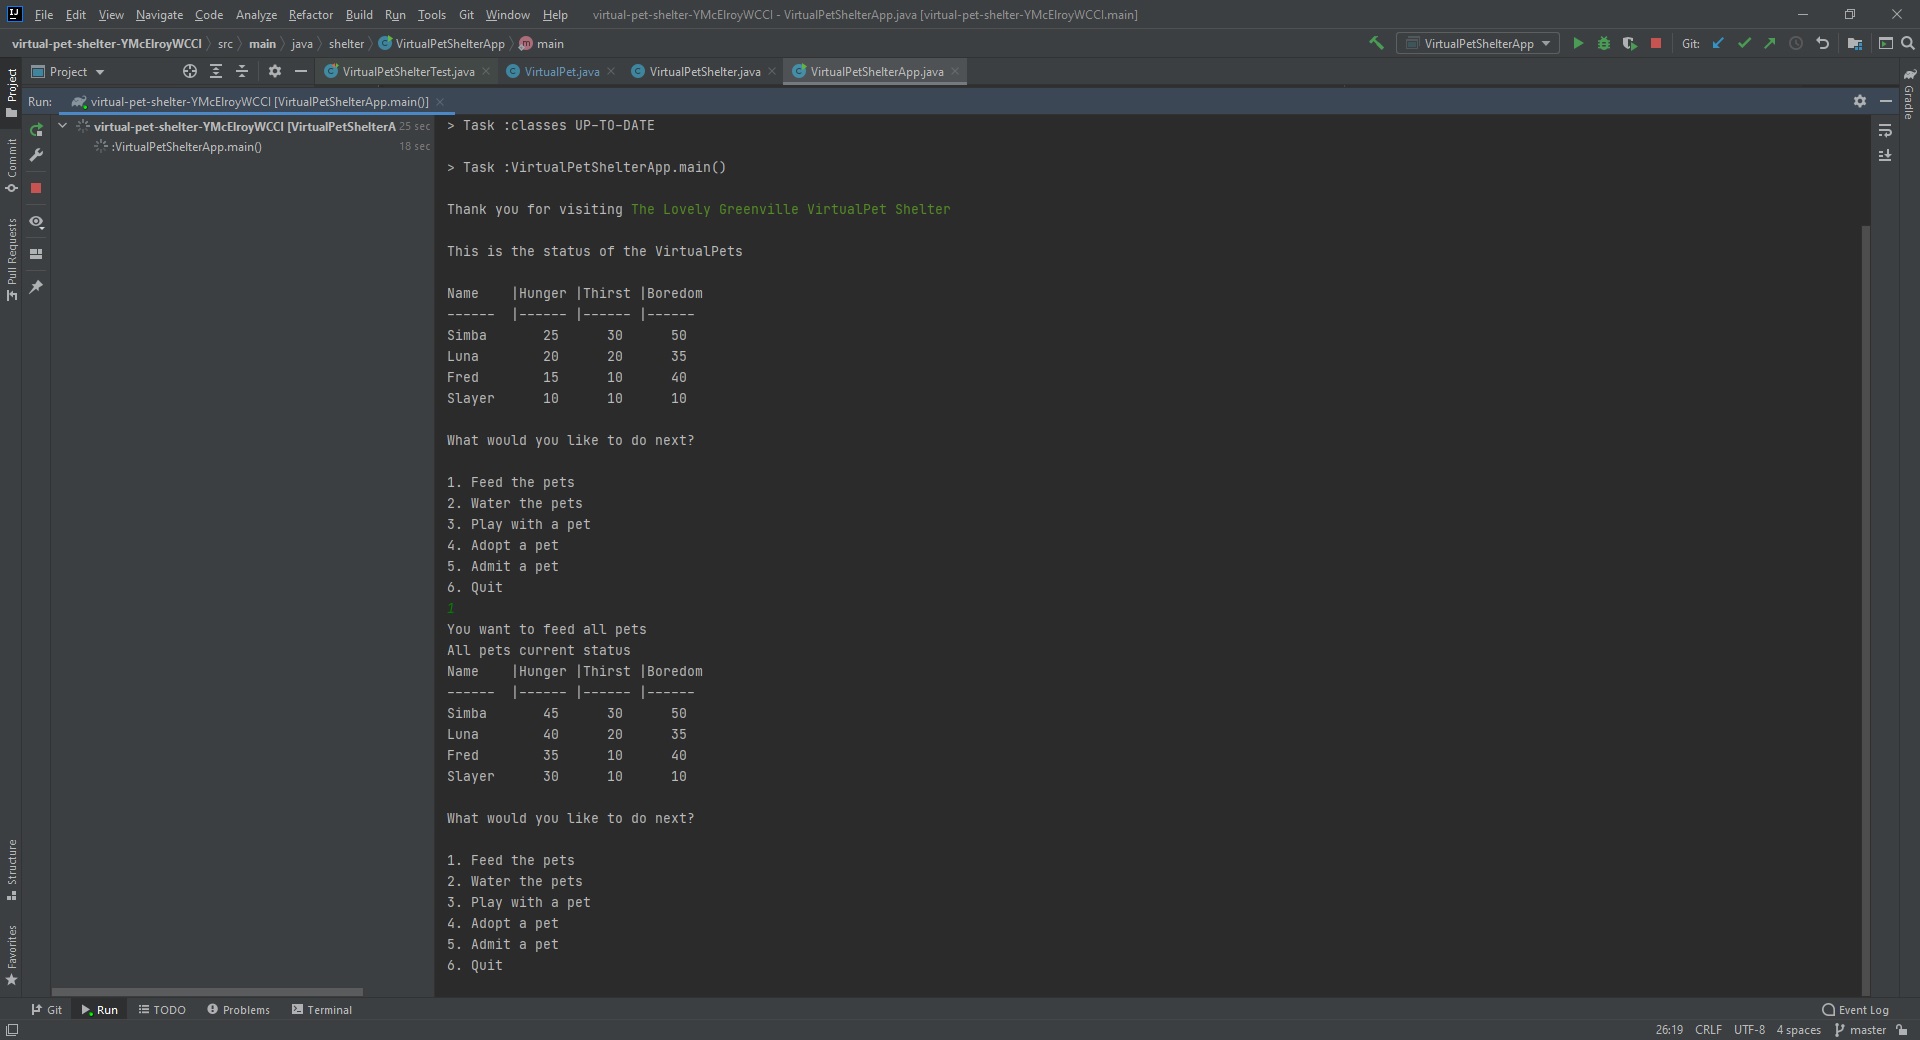 File Edit View Navigate Code Analyze Refactor Build Run Tools Git Window Help virtual-pet-shelter-YMcElroyWCCI - VirtualPetShelterApp.java [virtual-pet-shelter-YMcElroyWCCI.main]
virtual-pet-shelter-YMcElroyWCCI src main java shelter VirtualPetShelterApp main VirtualPetShelterApp Git:
Project VirtualPetShelterTest.java VirtualPet.java VirtualPetShelter.java VirtualPetShelterApp.java
Run: virtual-pet-shelter-YMcElroyWCCI [VirtualPetShelterApp.main()]
virtual-pet-shelter-YMcElroyWCCI [VirtualPetShelterA 25 sec
:VirtualPetShelterApp.main() 18 sec
Project
Commit
Pull Requests
Structure
Favorites
Gradle
> Task :classes UP-TO-DATE
> Task :VirtualPetShelterApp.main()
Thank you for visiting The Lovely Greenville VirtualPet Shelter
This is the status of the VirtualPets
Name |Hunger |Thirst |Boredom
------ |------ |------ |------
Simba 25 30 50
Luna 20 20 35
Fred 15 10 40
Slayer 10 10 10
What would you like to do next?
1. Feed the pets
2. Water the pets
3. Play with a pet
4. Adopt a pet
5. Admit a pet
6. Quit
1
You want to feed all pets
All pets current status
Name |Hunger |Thirst |Boredom
------ |------ |------ |------
Simba 45 30 50
Luna 40 20 35
Fred 35 10 40
Slayer 30 10 10
What would you like to do next?
1. Feed the pets
2. Water the pets
3. Play with a pet
4. Adopt a pet
5. Admit a pet
6. Quit
Git Run TODO Problems Terminal Event Log
26:19 CRLF UTF-8 4 spaces master